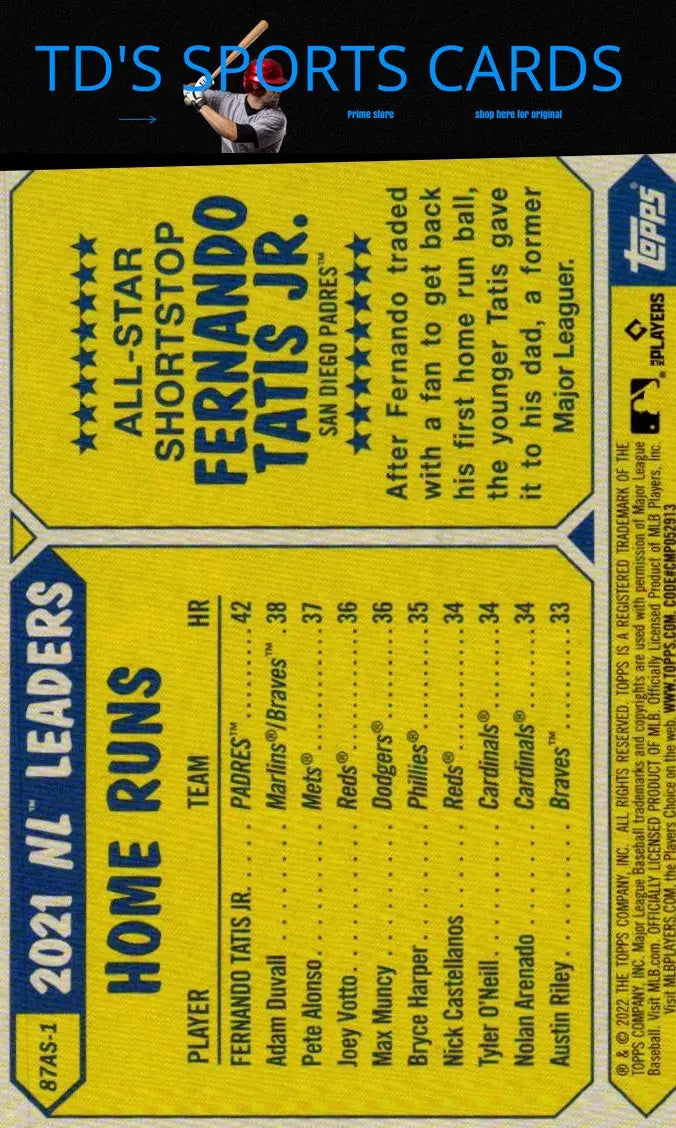 TD'S SPORTS CARDS
Prime store
shop here for original
87AS-1
2021 NL™ LEADERS
HOME RUNS
PLAYER TEAM HR
FERNANDO TATIS JR. . . . . PADRES™ . . . . . . . . . 42
Adam Duvall . . . . . . . . . . Marlins®/Braves™ . 38
Pete Alonso. . . . . . . . . . . Mets® . . . . . . . . . . . . 37
Joey Votto. . . . . . . . . . . . Reds® . . . . . . . . . . . . 36
Max Muncy . . . . . . . . . . . Dodgers® . . . . . . . . . 36
Bryce Harper . . . . . . . . . . Phillies® . . . . . . . . . . 35
Nick Castellanos . . . . . . . Reds® . . . . . . . . . . . . 34
Tyler O'Neill. . . . . . . . . . . Cardinals® . . . . . . . . 34
Nolan Arenado . . . . . . . . Cardinals® . . . . . . . . 34
Austin Riley. . . . . . . . . . . Braves™ . . . . . . . . . . 33
★★★★★★★★★
ALL-STAR
SHORTSTOP
FERNANDO
TATIS JR.
SAN DIEGO PADRES™
★★★★★★★★★
After Fernando traded
with a fan to get back
his first home run ball,
the younger Tatis gave
it to his dad, a former
Major Leaguer.
® & © 2022 THE TOPPS COMPANY, INC. ALL RIGHTS RESERVED. TOPPS IS A REGISTERED TRADEMARK OF THE
TOPPS COMPANY, INC. Major League Baseball trademarks and copyrights are used with permission of Major League
Baseball. Visit MLB.com. OFFICIALLY LICENSED PRODUCT OF MLB. Officially Licensed Product of MLB Players, Inc.
Visit MLBPLAYERS.COM, the Players Choice on the web. WWW.TOPPS.COM. CODE#CMP052913
MLB PLAYERS
topps®